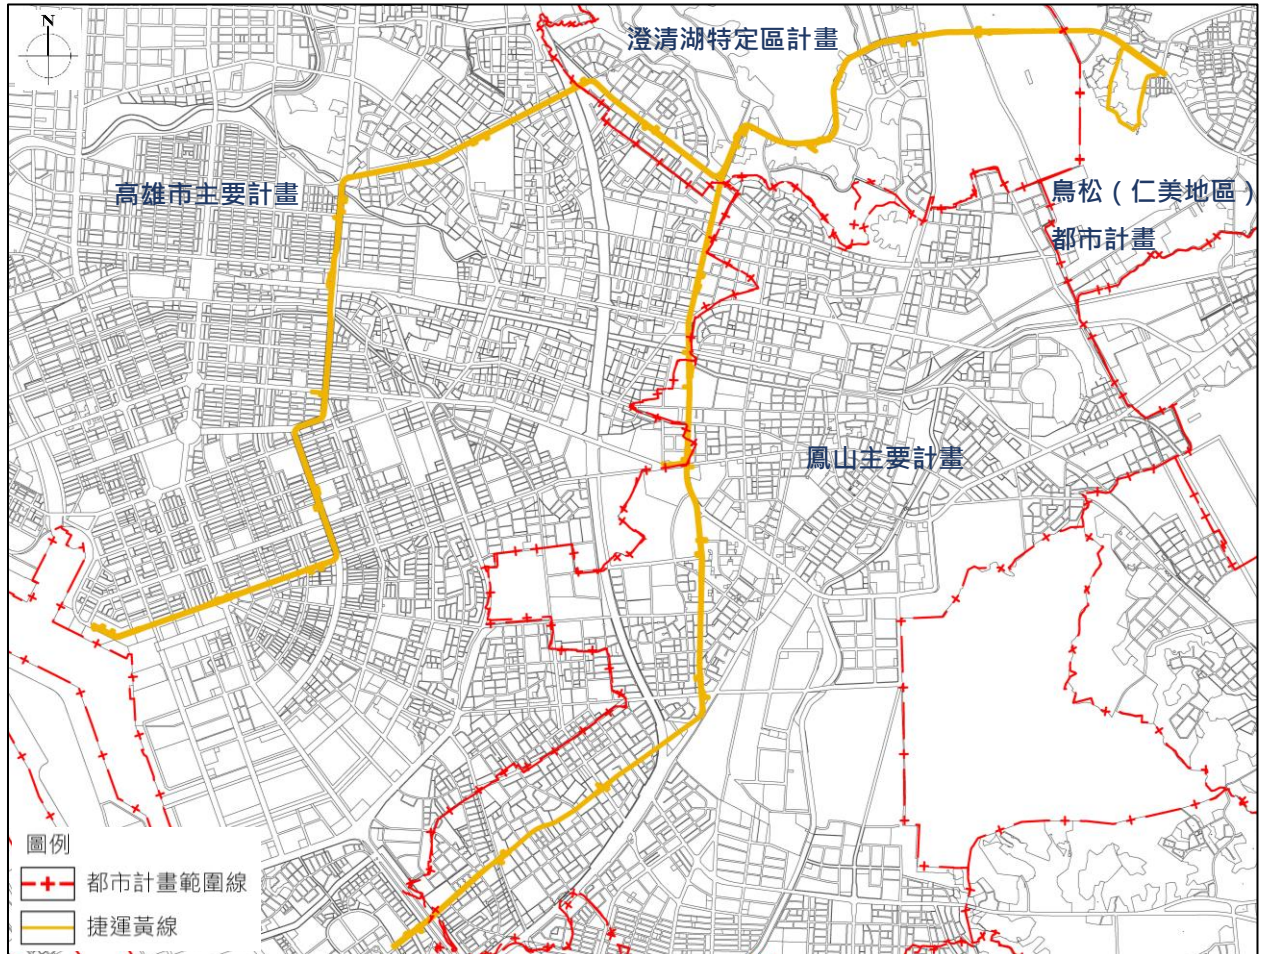 N
澄清湖特定區計畫
高雄市主要計畫
鳥松（仁美地區）
都市計畫
鳳山主要計畫
圖例
都市計畫範圍線
捷運黃線